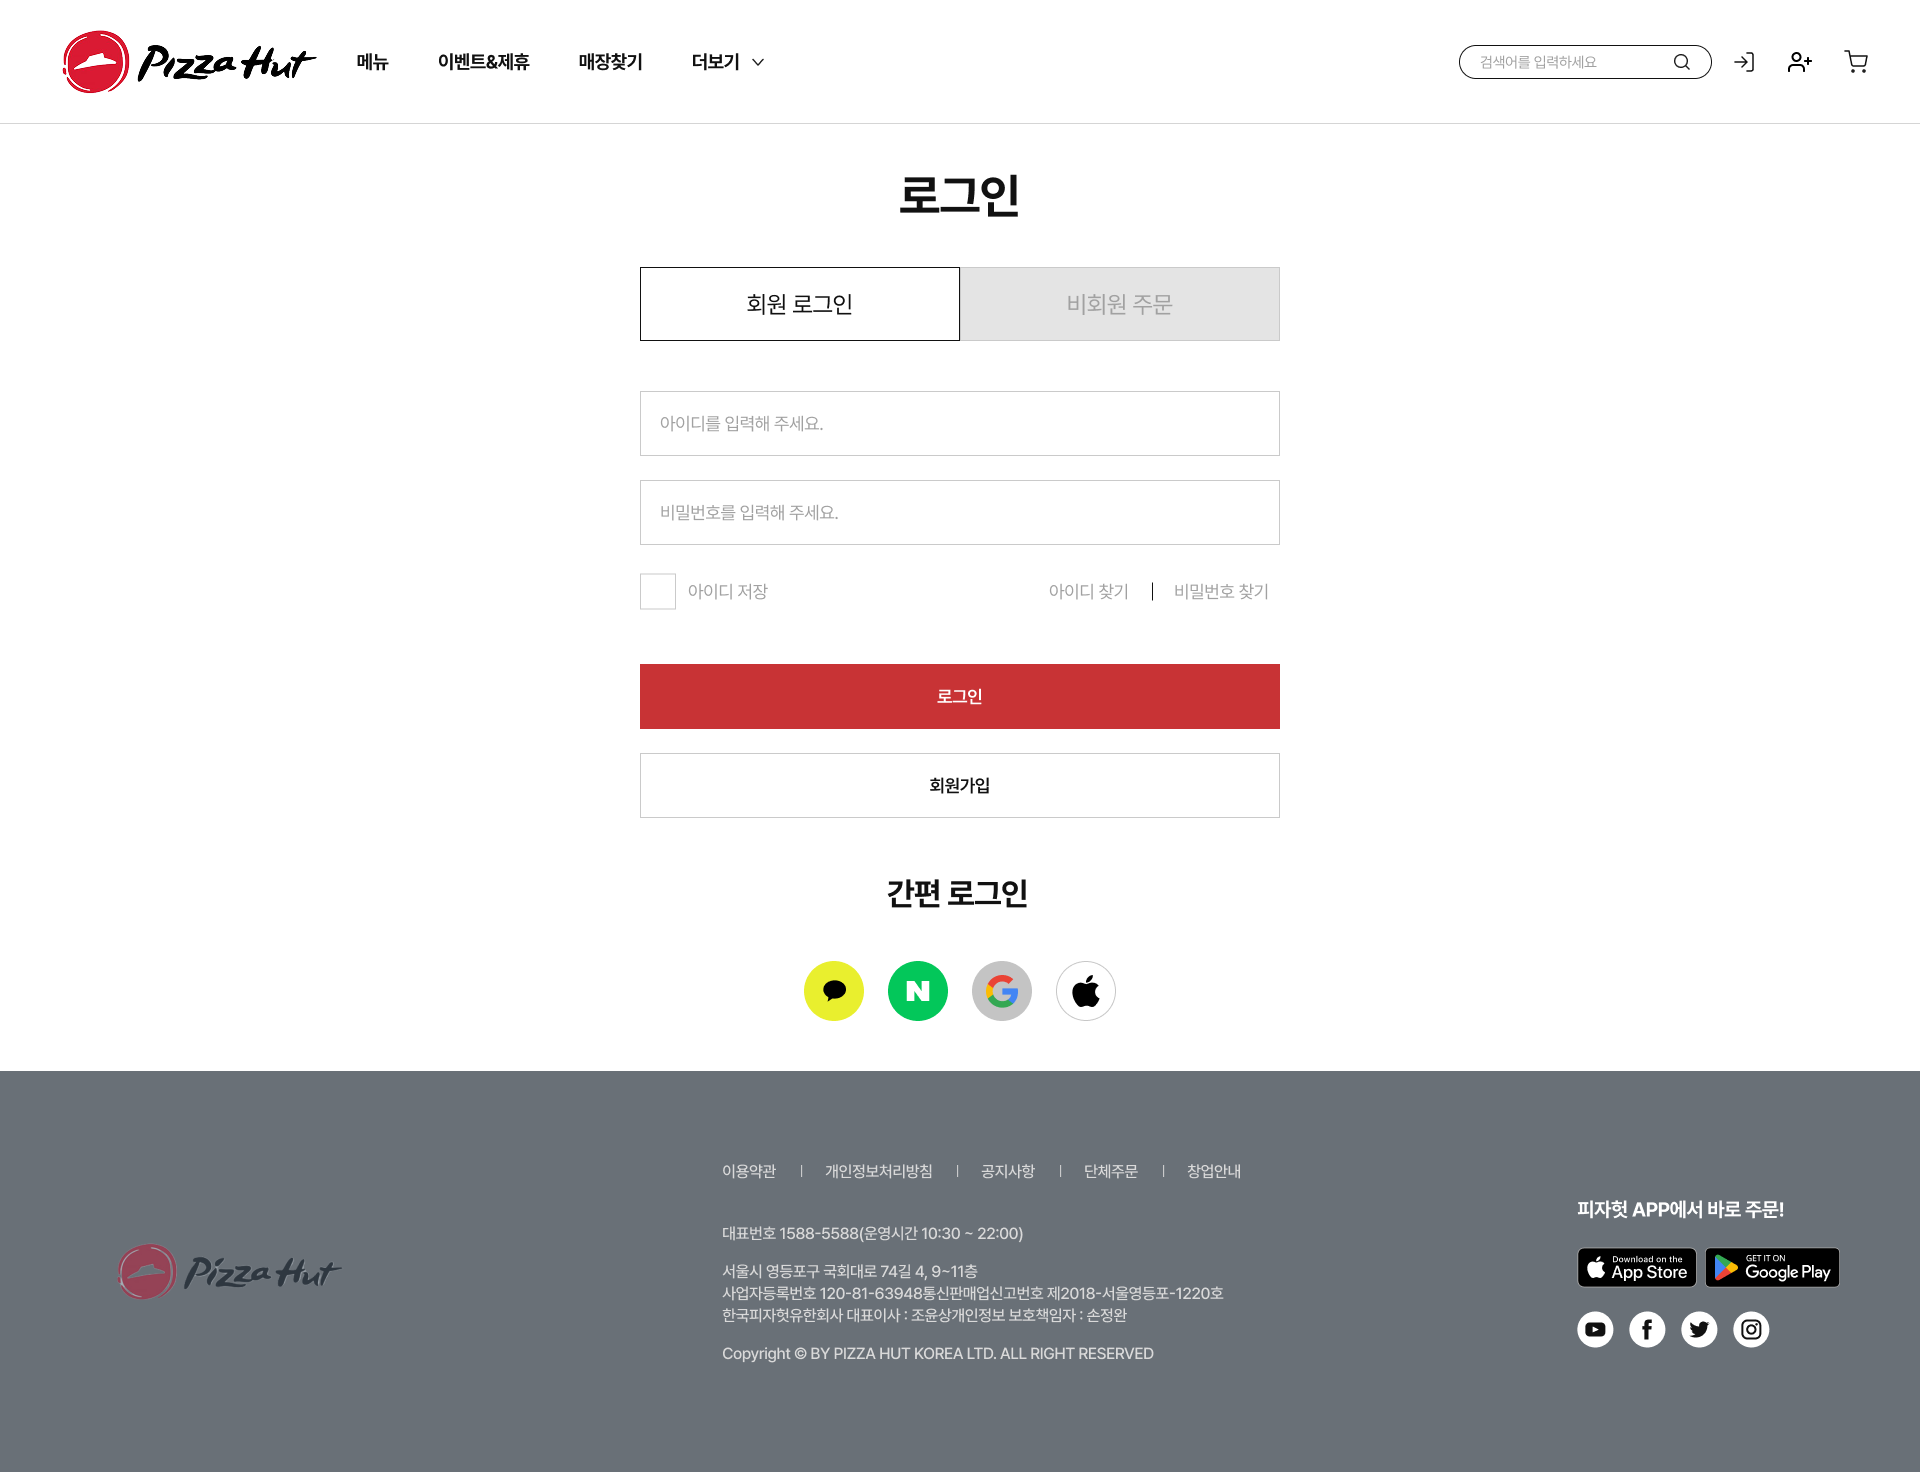 Pizza Hut
메뉴
이벤트&제휴
매장찾기
더보기
검색어를 입력하세요
로그인
회원 로그인
비회원 주문
아이디를 입력해 주세요.
비밀번호를 입력해 주세요.
아이디 저장
아이디 찾기
비밀번호 찾기
로그인
회원가입
간편 로그인
이용약관
개인정보처리방침
공지사항
단체주문
창업안내
대표번호 1588-5588(운영시간 10:30 ~ 22:00)
서울시 영등포구 국회대로 74길 4, 9~11층
사업자등록번호 120-81-63948통신판매업신고번호 제2018-서울영등포-1220호
한국피자헛유한회사 대표이사 : 조윤상개인정보 보호책임자 : 손정완
Copyright © BY PIZZA HUT KOREA LTD. ALL RIGHT RESERVED
Pizza Hut
피자헛 APP에서 바로 주문!
Download on the
App Store
GET IT ON
Google Play